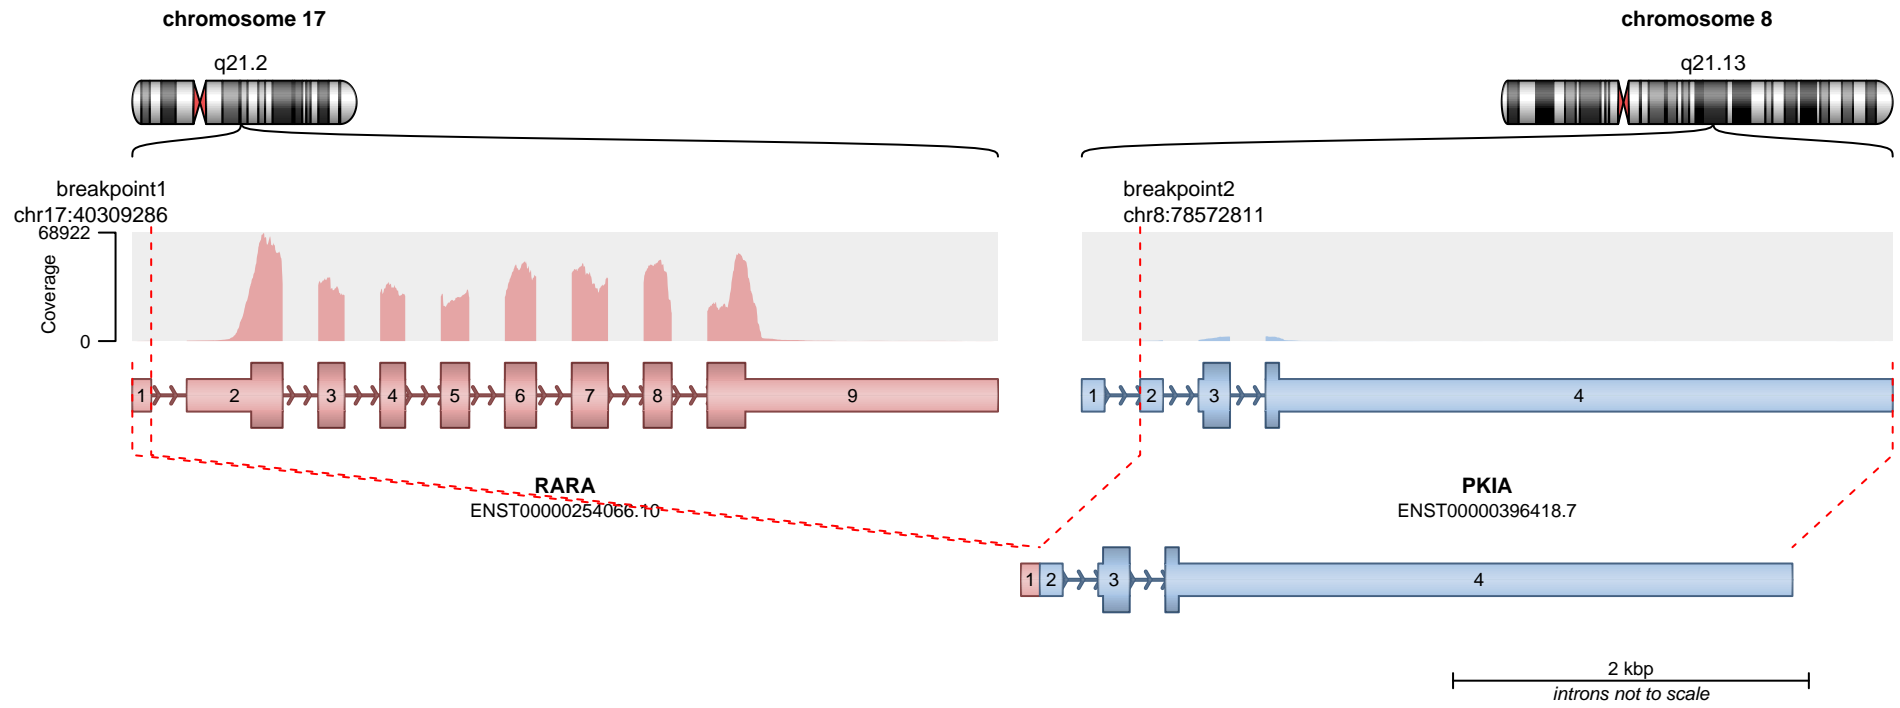 chromosome 17
chromosome 8
q21.2
q21.13
breakpoint1
chr17:40309286
breakpoint2
chr8:78572811
68922
Coverage
0
1 2 3 4 5 6 7 8 9
1 2 3 4
RARA
ENST00000254066.10
PKIA
ENST00000396418.7
1 2 3 4
2 kbp
introns not to scale